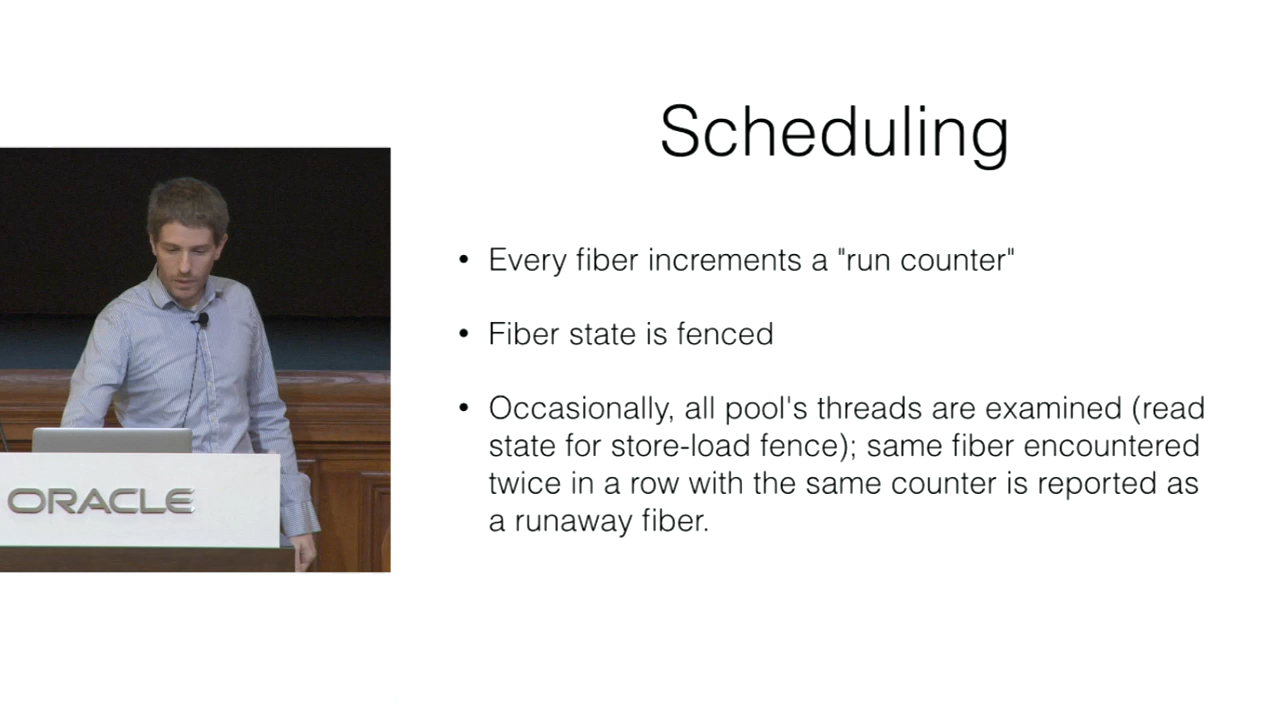 Scheduling
• Every fiber increments a "run counter"
• Fiber state is fenced
• Occasionally, all pool's threads are examined (read
state for store-load fence); same fiber encountered
twice in a row with the same counter is reported as
a runaway fiber.
ORACLE